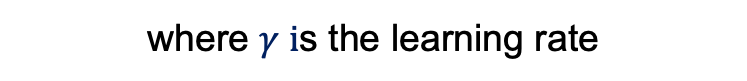 where γ is the learning rate